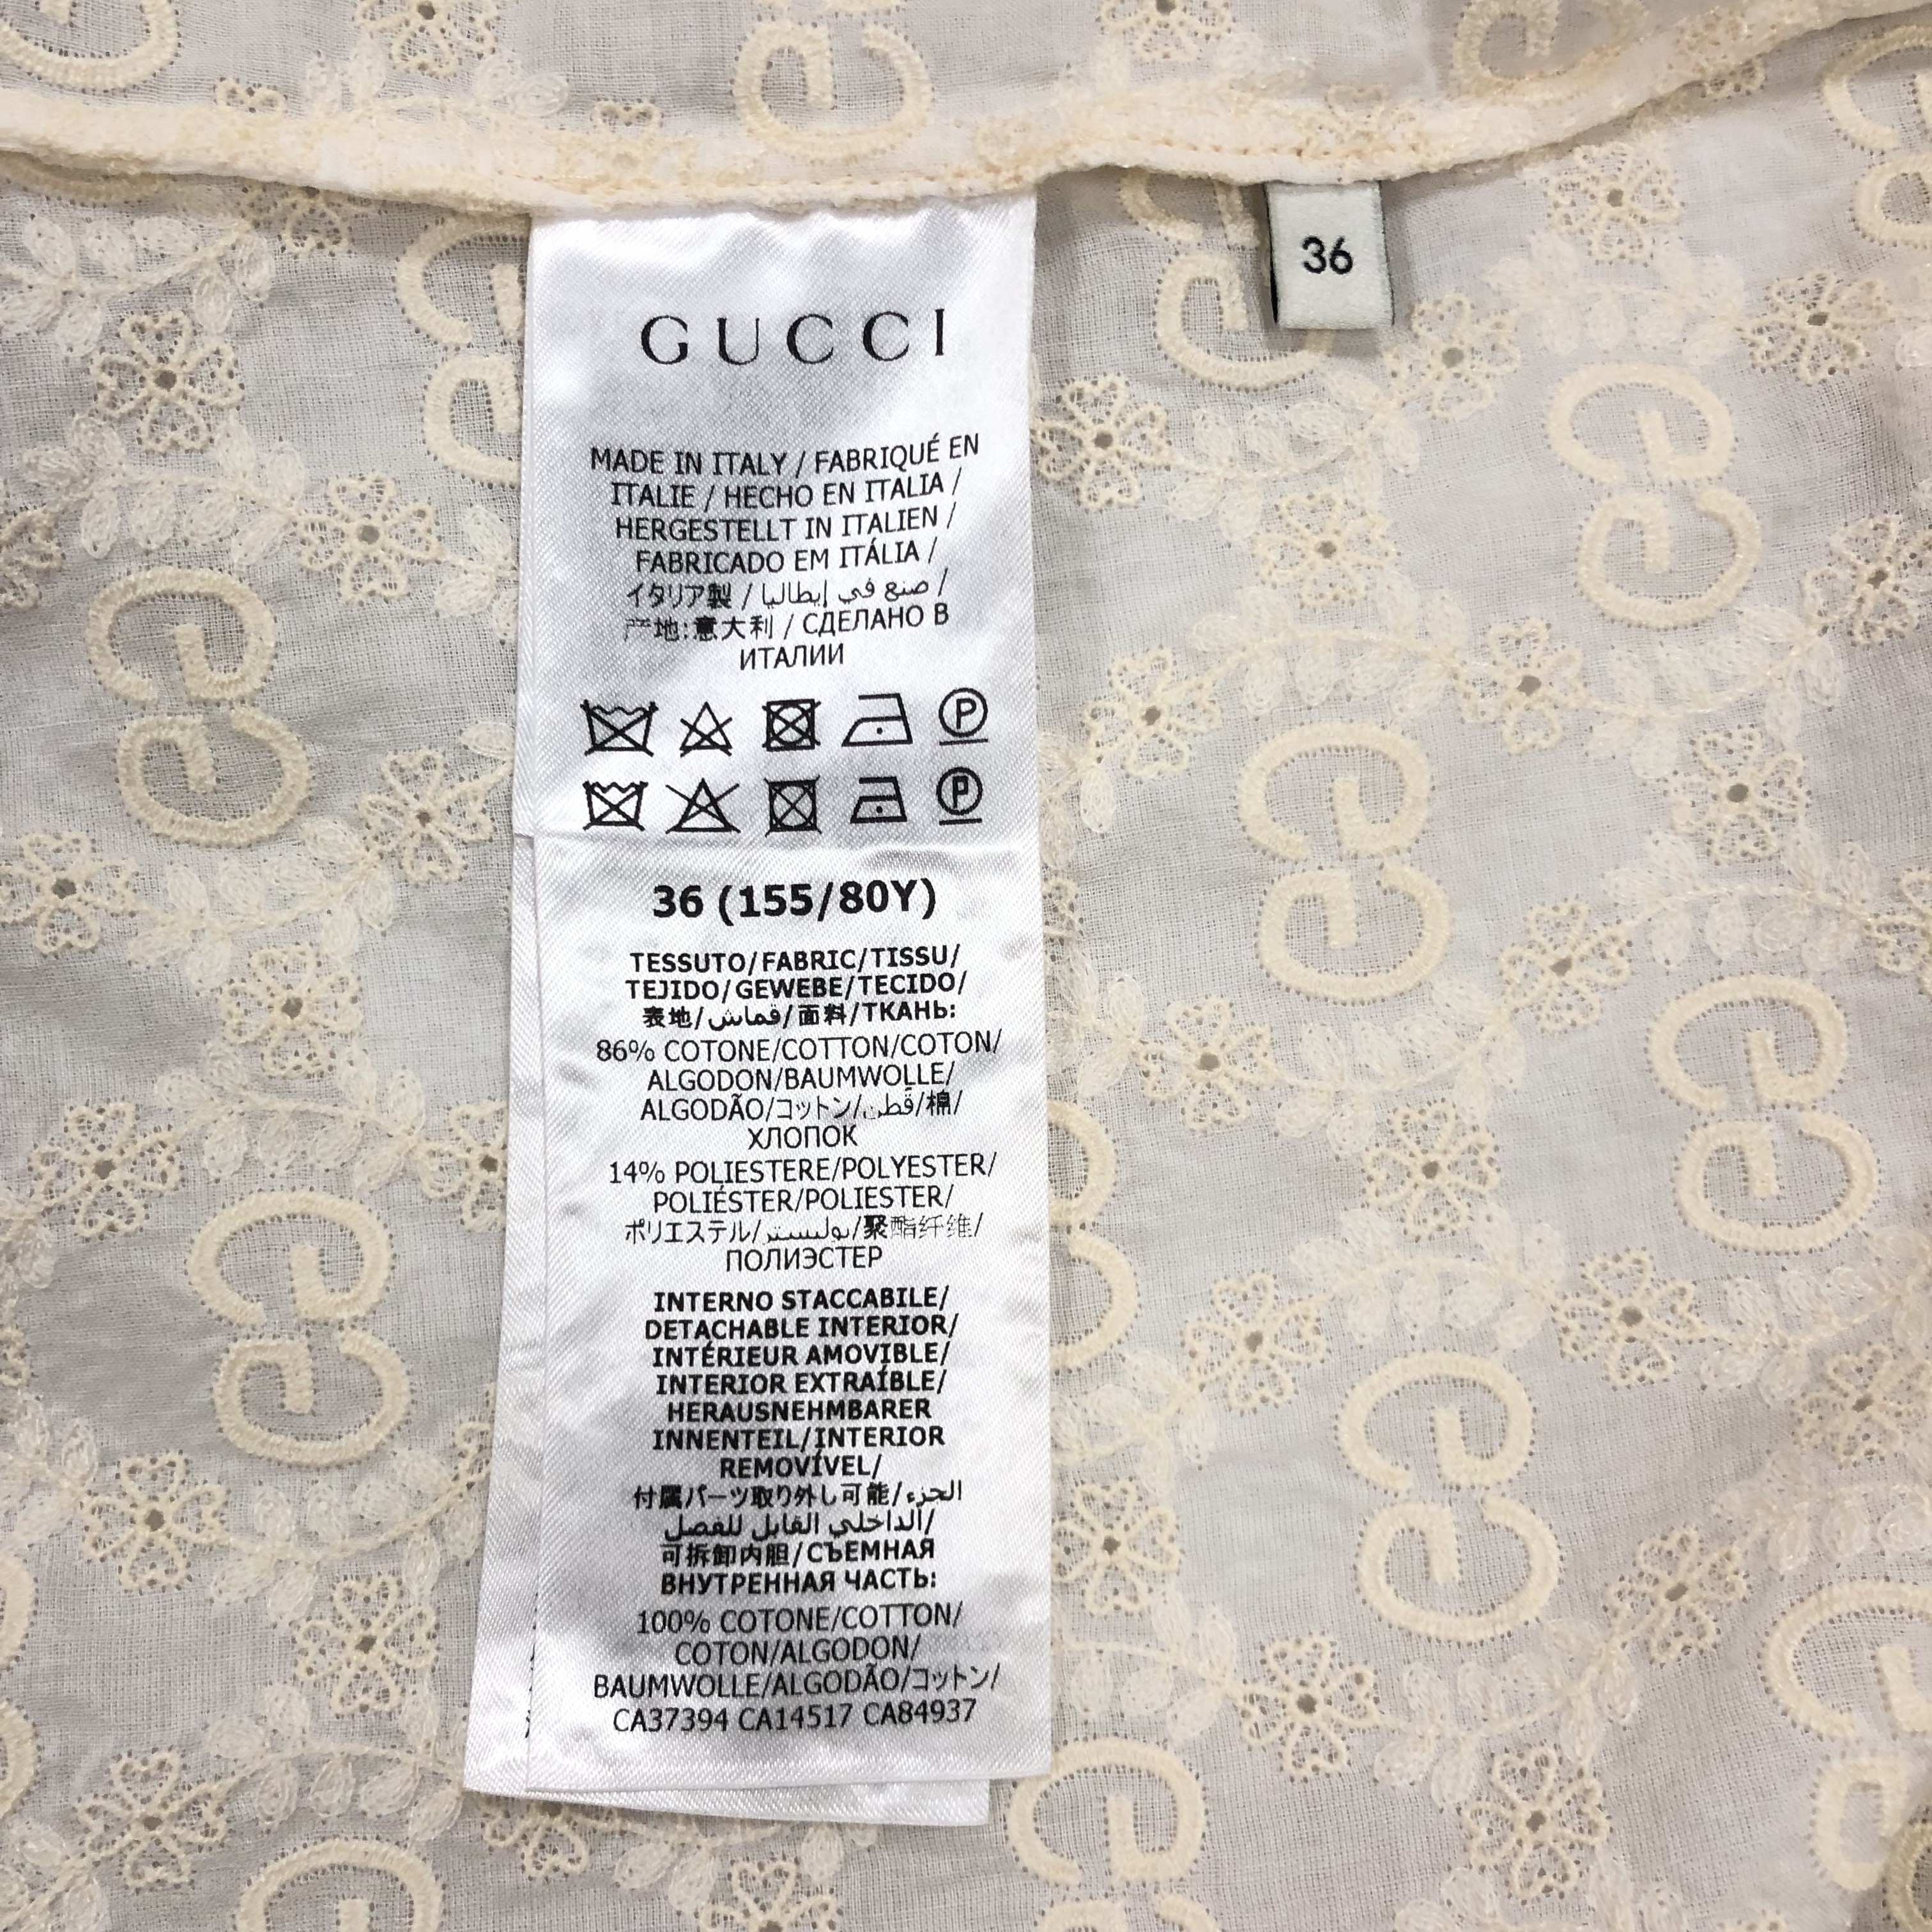 36
GUCCI
MADE IN ITALY / FABRIQUÉ EN
ITALIE / HECHO EN ITALIA /
HERGESTELLT IN ITALIEN /
FABRICADO EM ITÁLIA /
イタリア製 / صنع في إيطاليا /
产地:意大利 / СДЕЛАНО В
ИТАЛИИ
P
P
36 (155/80Y)
TESSUTO/FABRIC/TISSU/
TEJIDO/GEWEBE/TECIDO/
表地/قماش/面料/ТКАНЬ:
86% COTONE/COTTON/COTON/
ALGODON/BAUMWOLLE/
ALGODÃO/コットン/قطن/棉/
ХЛОПОК
14% POLIESTERE/POLYESTER/
POLIÉSTER/POLIESTER/
ポリエステル/بوليستر/聚酯纤维/
ПОЛИЭСТЕР
INTERNO STACCABILE/
DETACHABLE INTERIOR/
INTÉRIEUR AMOVIBLE/
INTERIOR EXTRAÍBLE/
HERAUSNEHMBARER
INNENTEIL/INTERIOR
REMOVÍVEL/
付属パーツ取り外し可能/الجزء
الداخلي القابل للفصل/
可拆卸内胆/СЪЕМНАЯ
ВНУТРЕННАЯ ЧАСТЬ:
100% COTONE/COTTON/
COTON/ALGODON/
BAUMWOLLE/ALGODÃO/コットン/
CA37394 CA14517 CA84937